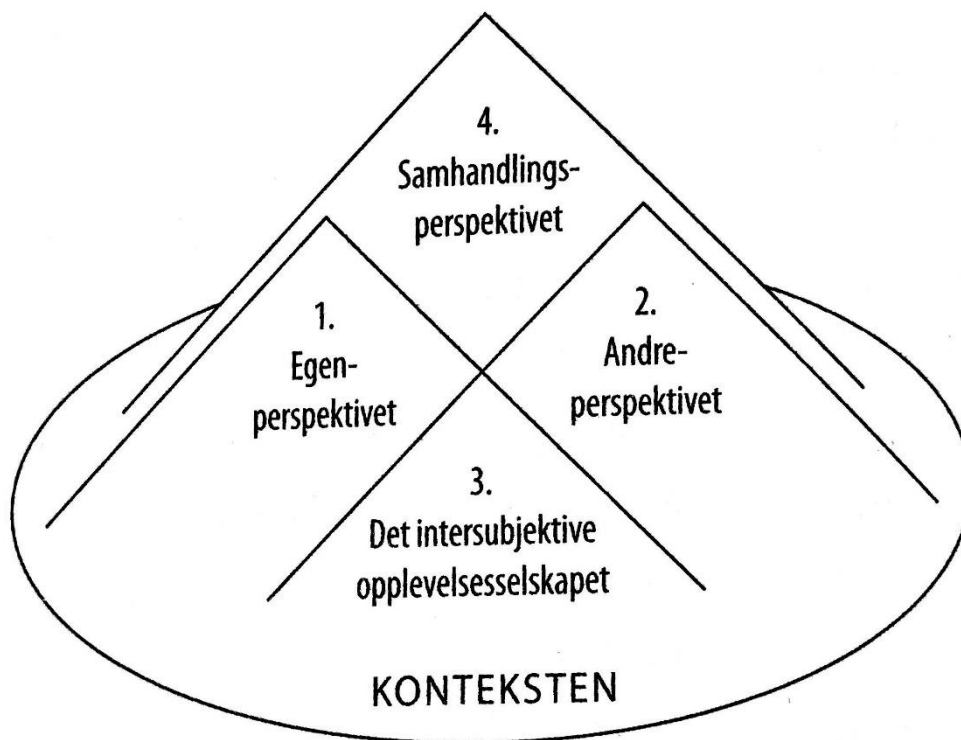 4.
Samhandlings-
perspektivet
1.
Egen-
perspektivet
2.
Andre-
perspektivet
3.
Det intersubjektive
opplevelsesselskapet
KONTEKSTEN